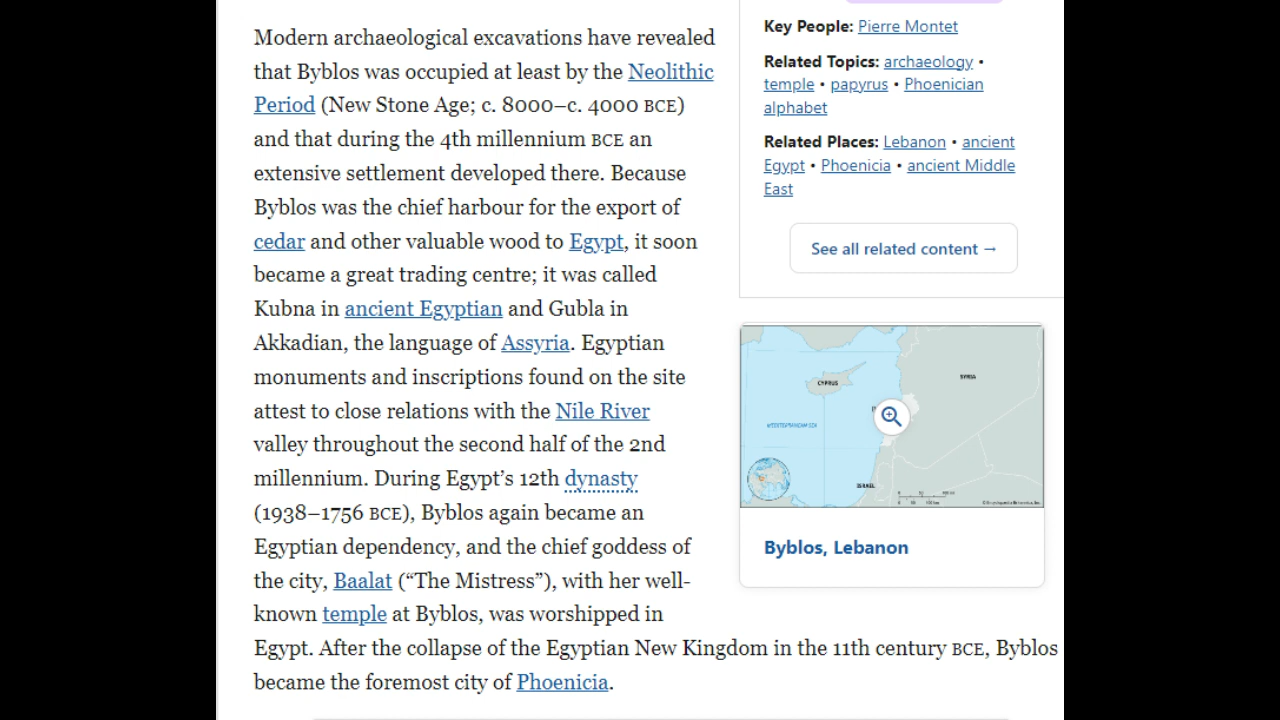 Modern archaeological excavations have revealed
that Byblos was occupied at least by the Neolithic
Period (New Stone Age; c. 8000–c. 4000 BCE)
and that during the 4th millennium BCE an
extensive settlement developed there. Because
Byblos was the chief harbour for the export of
cedar and other valuable wood to Egypt, it soon
became a great trading centre; it was called
Kubna in ancient Egyptian and Gubla in
Akkadian, the language of Assyria. Egyptian
monuments and inscriptions found on the site
attest to close relations with the Nile River
valley throughout the second half of the 2nd
millennium. During Egypt’s 12th dynasty
(1938–1756 BCE), Byblos again became an
Egyptian dependency, and the chief goddess of
the city, Baalat (“The Mistress”), with her well-
known temple at Byblos, was worshipped in
Egypt. After the collapse of the Egyptian New Kingdom in the 11th century BCE, Byblos
became the foremost city of Phoenicia.
Key People: Pierre Montet
Related Topics: archaeology •
temple • papyrus • Phoenician
alphabet
Related Places: Lebanon • ancient
Egypt • Phoenicia • ancient Middle
East
See all related content →
CYPRUS
SYRIA
MEDITERRANEAN SEA
ISRAEL
© Encyclopædia Britannica, Inc.
Byblos, Lebanon